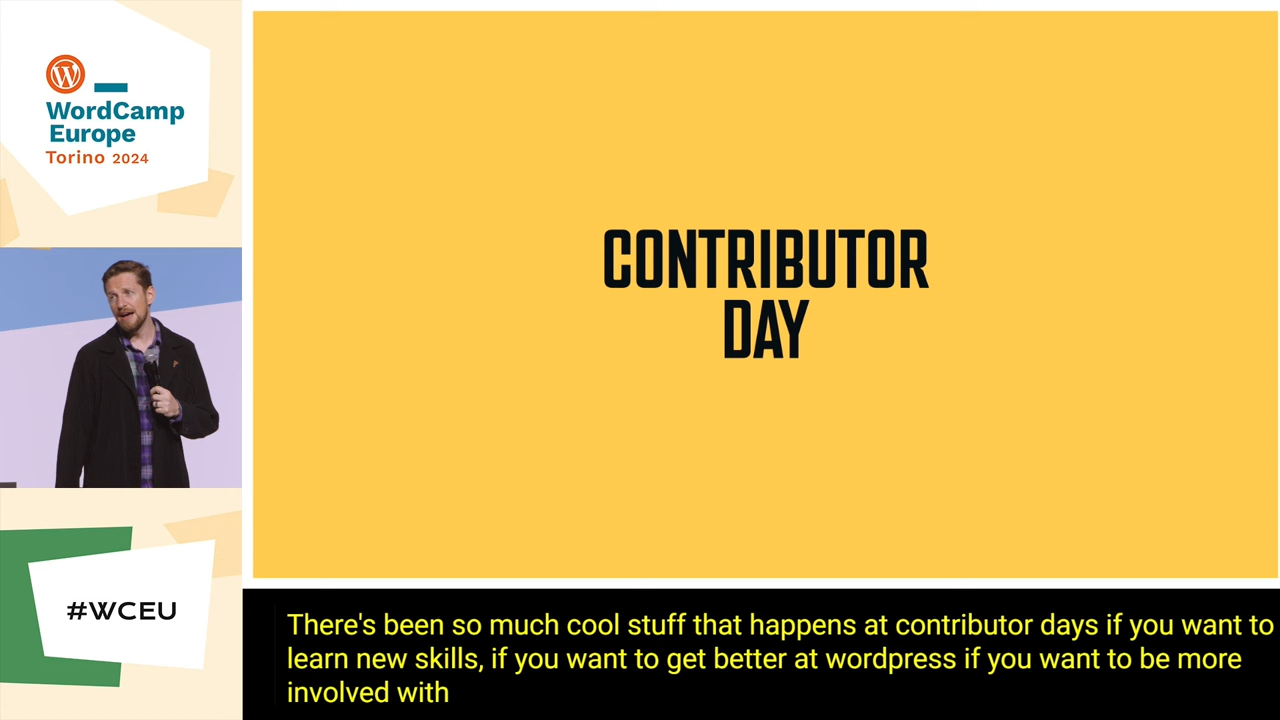 WordCamp
Europe
Torino 2024
CONTRIBUTOR
DAY
#WCEU
There's been so much cool stuff that happens at contributor days if you want to
learn new skills, if you want to get better at wordpress if you want to be more
involved with